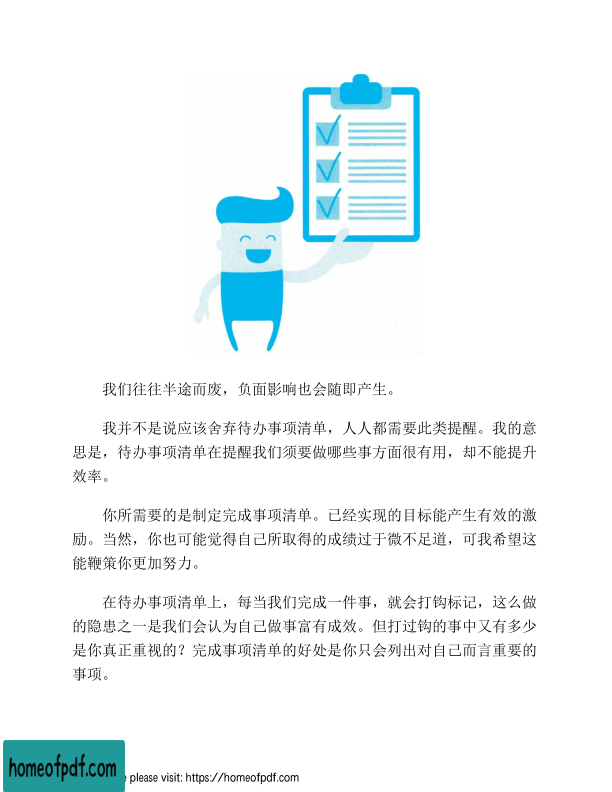 我们往往半途而废，负面影响也会随即产生。
我并不是说应该舍弃待办事项清单，人人都需要此类提醒。我的意
思是，待办事项清单在提醒我们须要做哪些事方面很有用，却不能提升
效率。
你所需要的是制定完成事项清单。已经实现的目标能产生有效的激
励。当然，你也可能觉得自己所取得的成绩过于微不足道，可我希望这
能鞭策你更加努力。
在待办事项清单上，每当我们完成一件事，就会打钩标记，这么做
的隐患之一是我们会认为自己做事富有成效。但打过钩的事中又有多少
是你真正重视的？完成事项清单的好处是你只会列出对自己而言重要的
事项。
homeofpdf.com
e please visit: https://homeofpdf.com